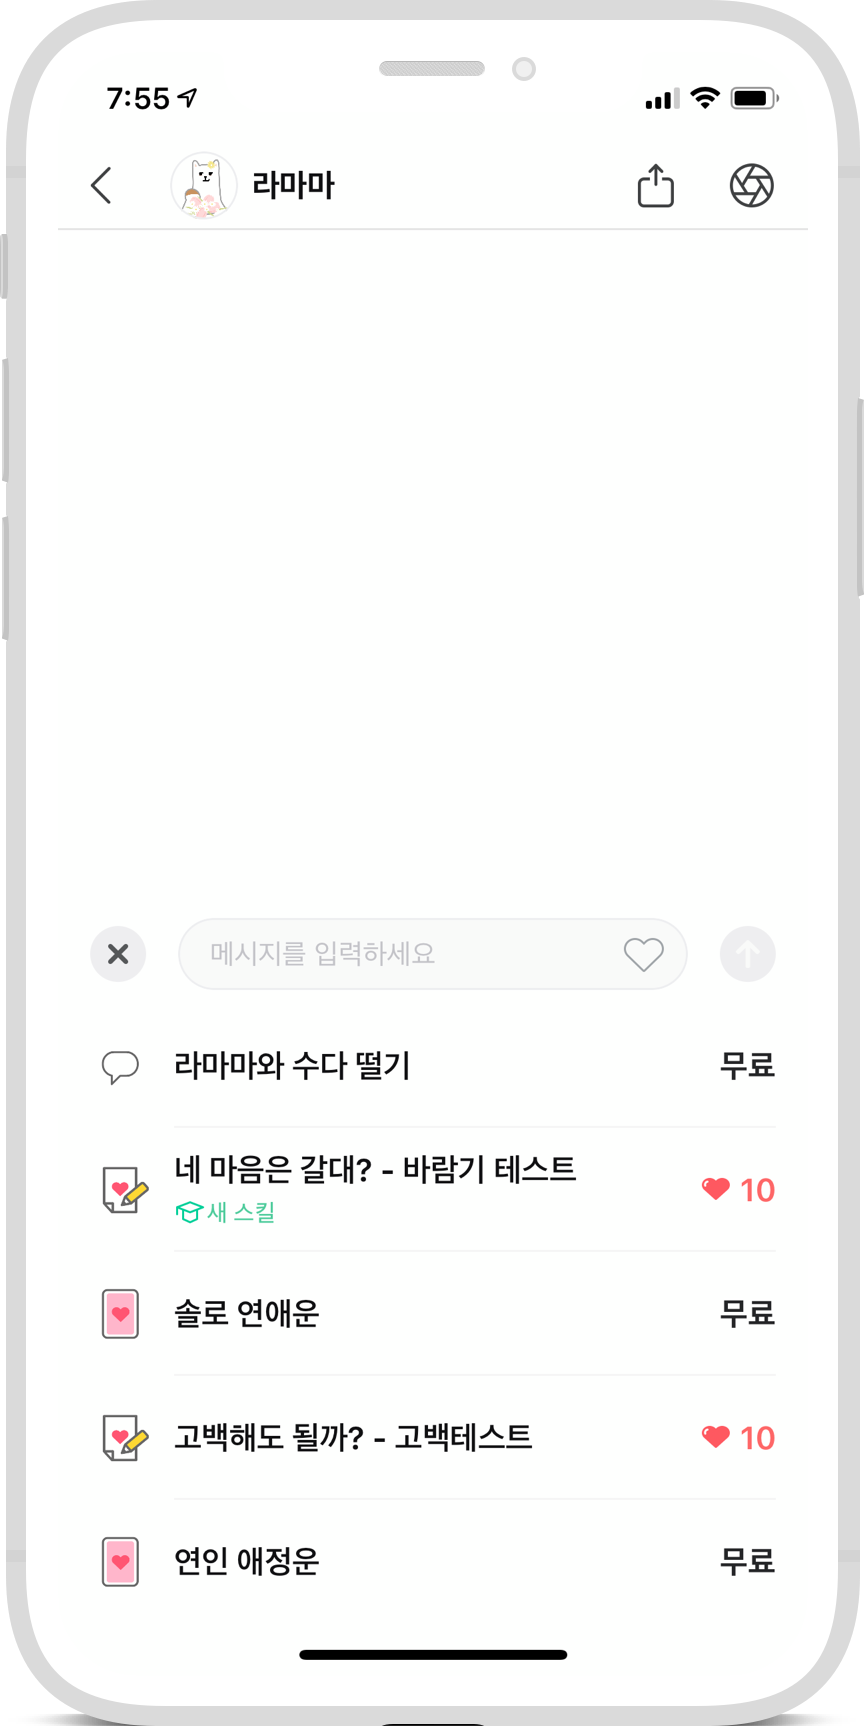 7:55
라마마
메시지를 입력하세요
라마마와 수다 떨기
무료
네 마음은 갈대? - 바람기 테스트
10
새 스킬
솔로 연애운
무료
고백해도 될까? - 고백테스트
10
연인 애정운
무료